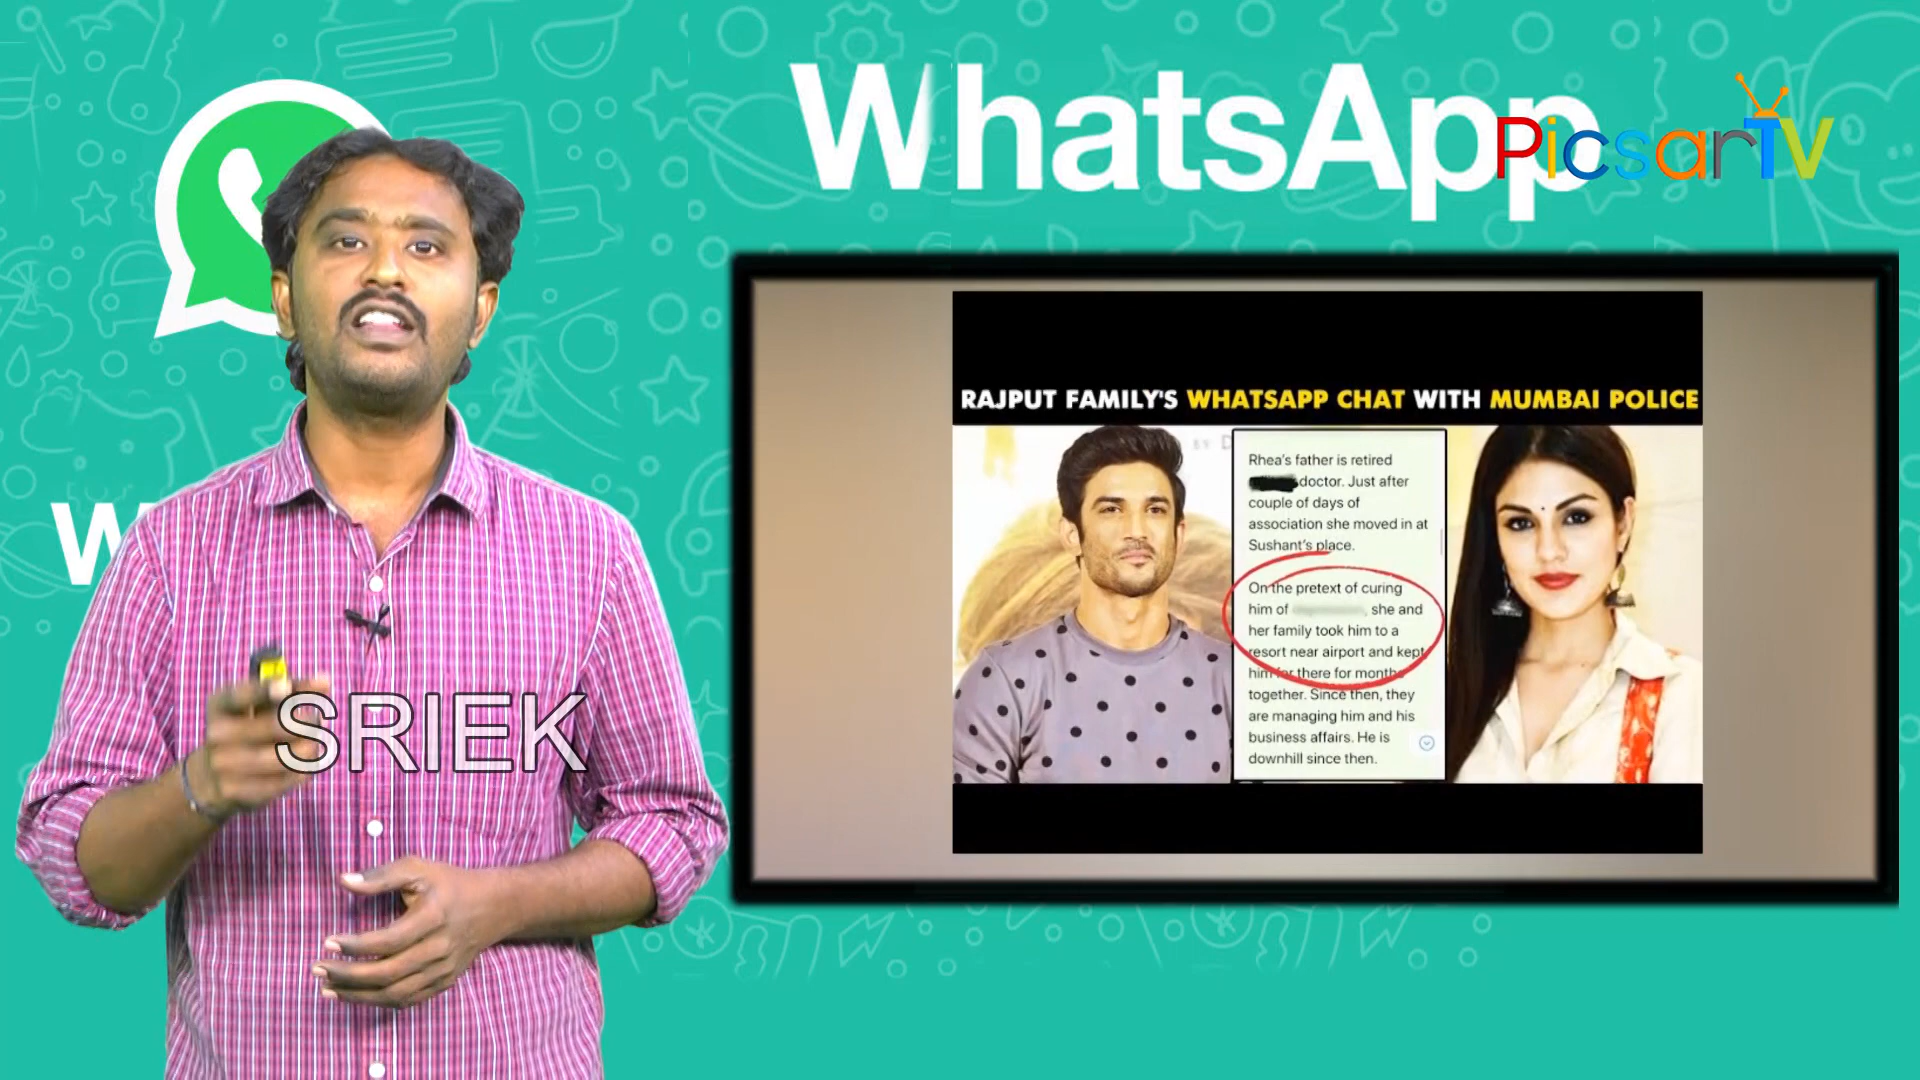 WhatsApp
PicsarTV
RAJPUT FAMILY'S WHATSAPP CHAT WITH MUMBAI POLICE
BY D
Rhea's father is retired
doctor. Just after
couple of days of
association she moved in at
Sushant's place.
On the pretext of curing
him of , she and
her family took him to a
resort near airport and kept
him for there for months
together. Since then, they
are managing him and his
business affairs. He is
downhill since then.
W
SRIEK